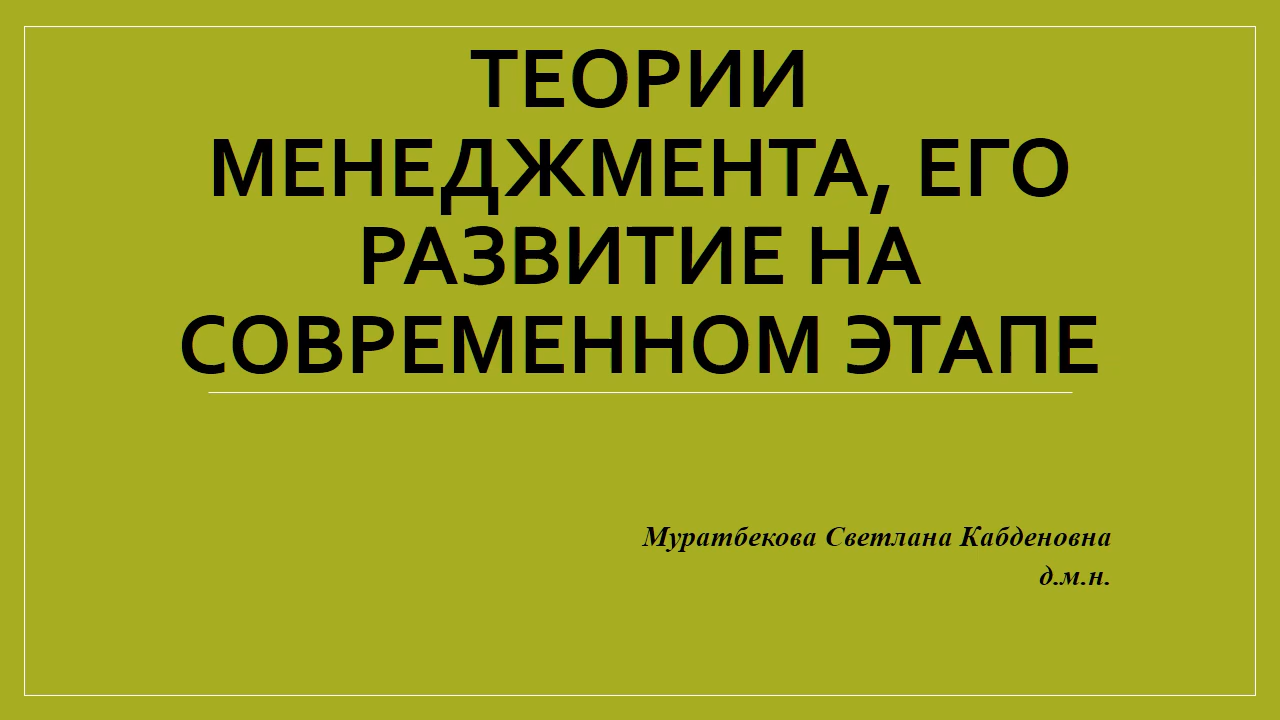 ТЕОРИИ
МЕНЕДЖМЕНТА, ЕГО
РАЗВИТИЕ НА
СОВРЕМЕННОМ ЭТАПЕ
Муратбекова Светлана Кабденовна
д.м.н.